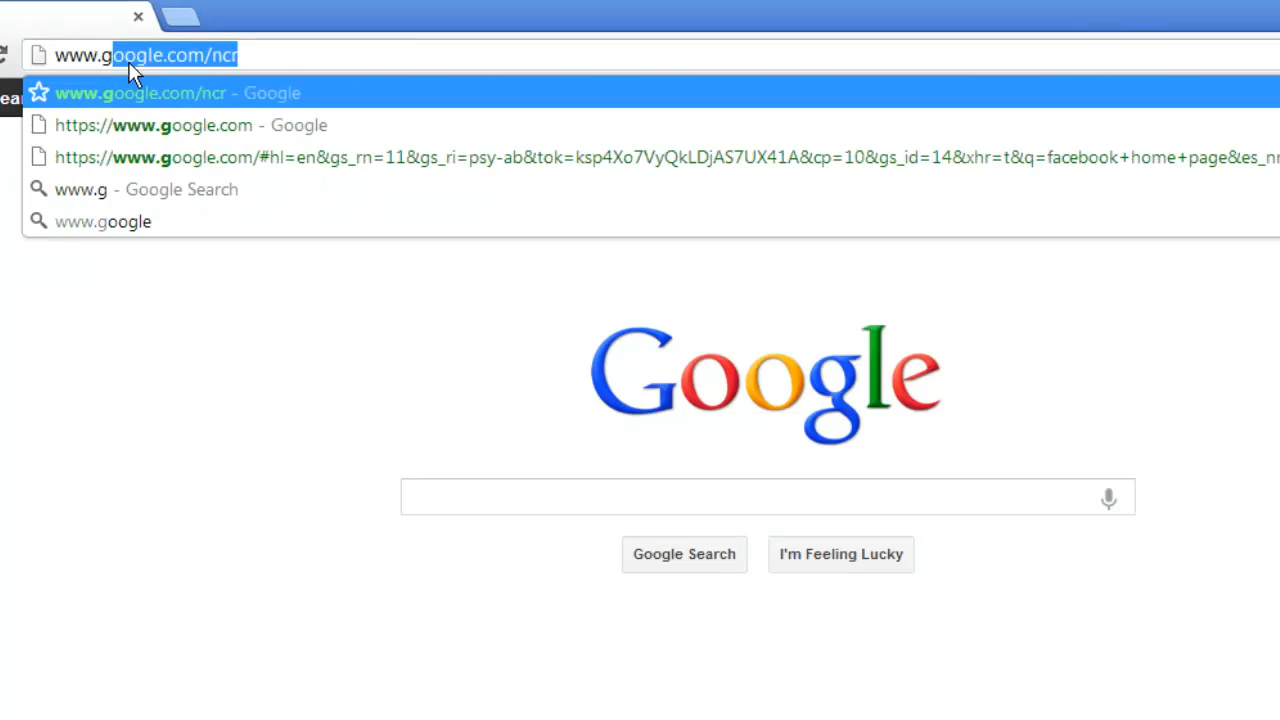 www.google.com/ncr
www.google.com/ncr - Google
https://www.google.com - Google
https://www.google.com/#hl=en&gs_rn=11&gs_ri=psy-ab&tok=ksp4Xo7VyQkLDjAS7UX41A&cp=10&gs_id=14&xhr=t&q=facebook+home+page&es_nr
www.g - Google Search
www.google
Google
Google Search
I'm Feeling Lucky